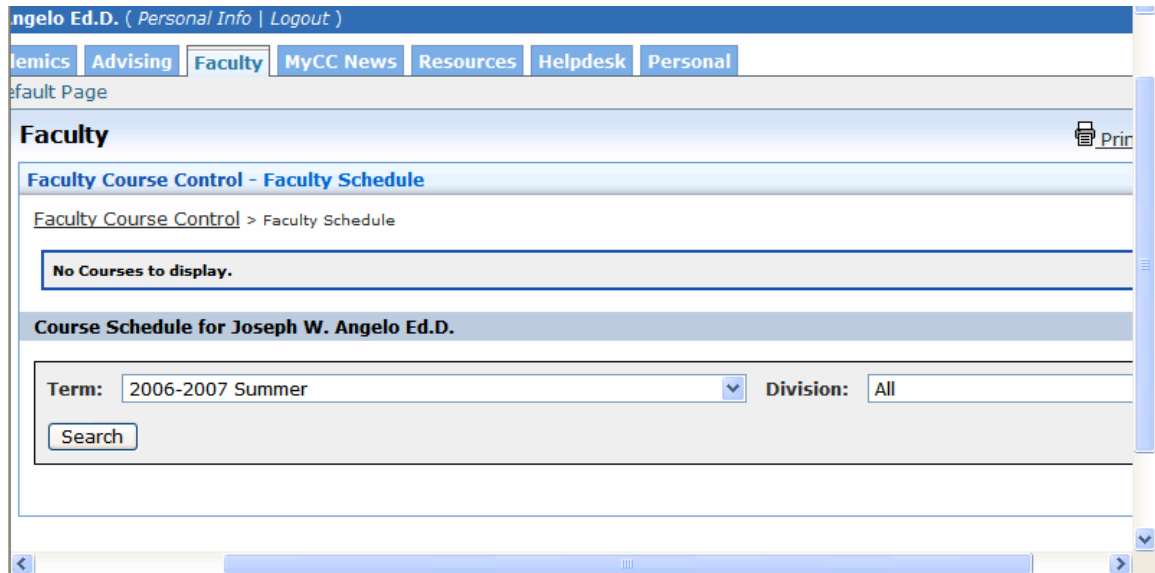 ngelo Ed.D. ( Personal Info | Logout )
emics Advising Faculty MyCC News Resources Helpdesk Personal
efault Page
Faculty Prin
Faculty Course Control - Faculty Schedule
Faculty Course Control > Faculty Schedule
No Courses to display.
Course Schedule for Joseph W. Angelo Ed.D.
Term: 2006-2007 Summer Division: All
Search